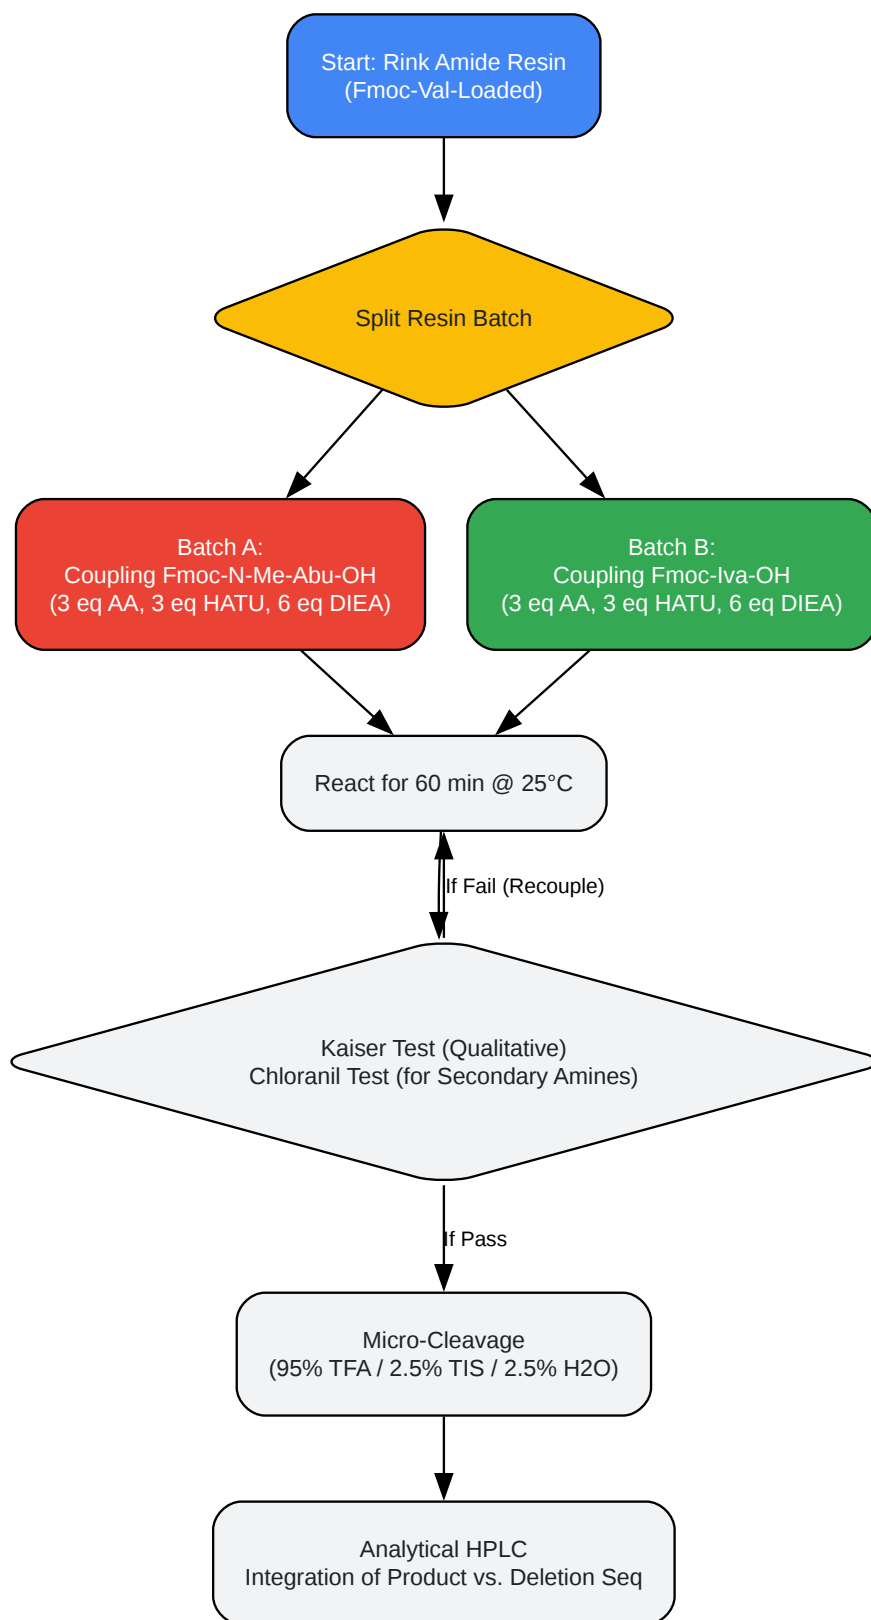 Start: Rink Amide Resin
(Fmoc-Val-Loaded)
Split Resin Batch
Batch A:
Coupling Fmoc-N-Me-Abu-OH
(3 eq AA, 3 eq HATU, 6 eq DIEA)
Batch B:
Coupling Fmoc-Iva-OH
(3 eq AA, 3 eq HATU, 6 eq DIEA)
React for 60 min @ 25°C
If Fail (Recouple)
Kaiser Test (Qualitative)
Chloranil Test (for Secondary Amines)
If Pass
Micro-Cleavage
(95% TFA / 2.5% TIS / 2.5% H2O)
Analytical HPLC
Integration of Product vs. Deletion Seq